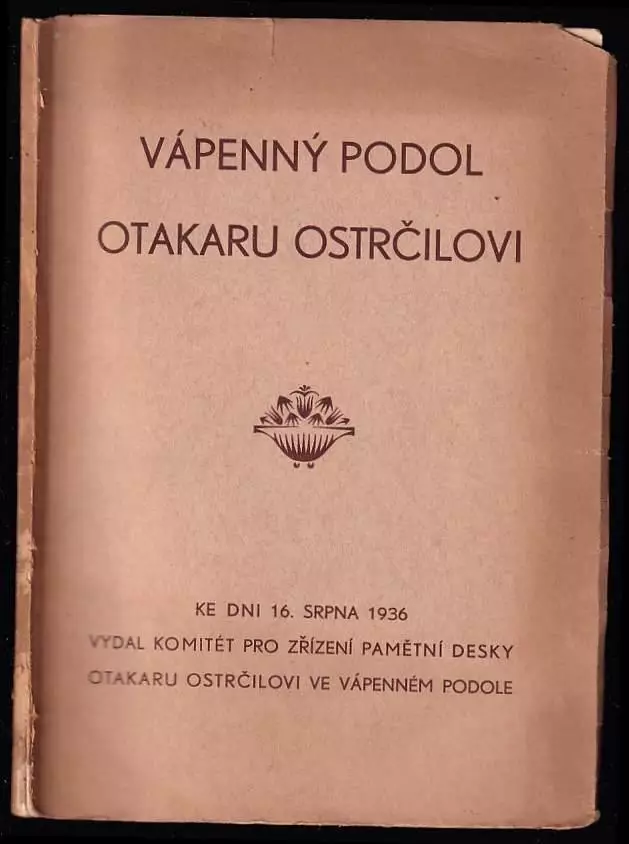 VÁPENNÝ PODOL
OTAKARU OSTRČILOVI
KE DNI 16. SRPNA 1936
VYDAL KOMITÉT PRO ZŘÍZENÍ PAMĚTNÍ DESKY
OTAKARU OSTRČILOVI VE VÁPENNÉM PODOLE